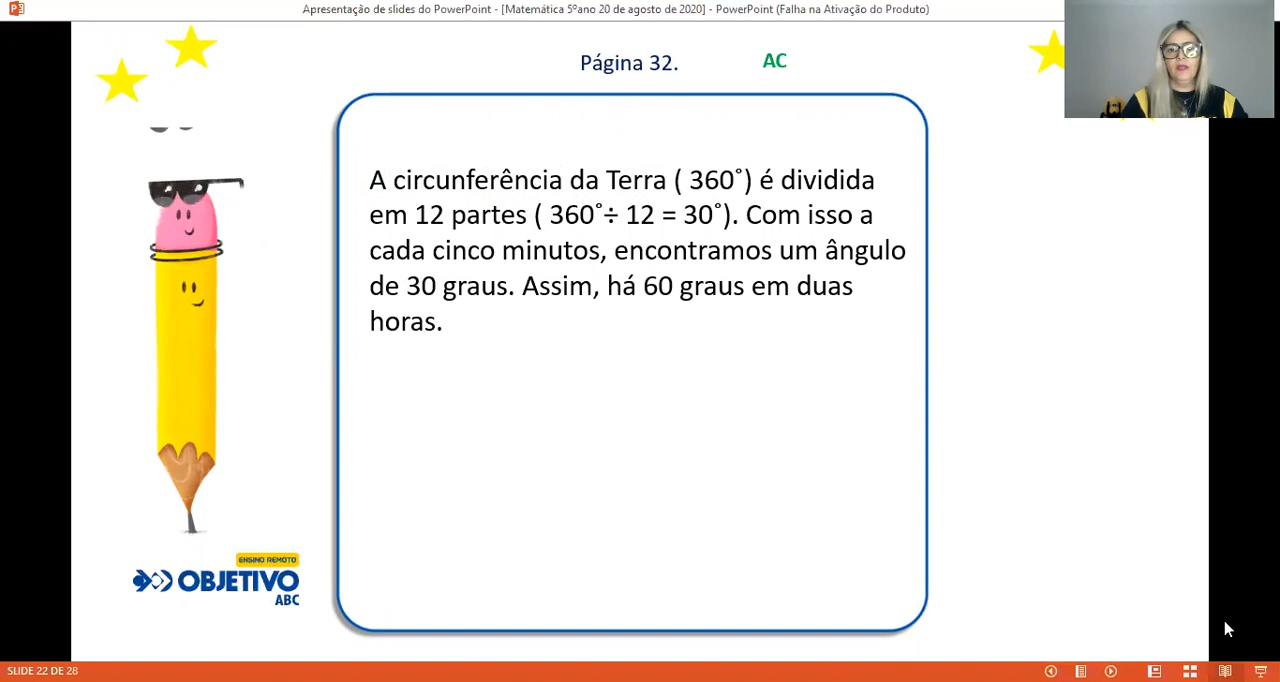 Apresentação de slides do PowerPoint - [Matemática 5ºano 20 de agosto de 2020] - PowerPoint (Falha na Ativação do Produto)
Página 32.
AC
A circunferência da Terra ( 360˚) é dividida
em 12 partes ( 360˚÷ 12 = 30˚). Com isso a
cada cinco minutos, encontramos um ângulo
de 30 graus. Assim, há 60 graus em duas
horas.
ENSINO REMOTO
OBJETIVO
ABC
SLIDE 22 DE 28